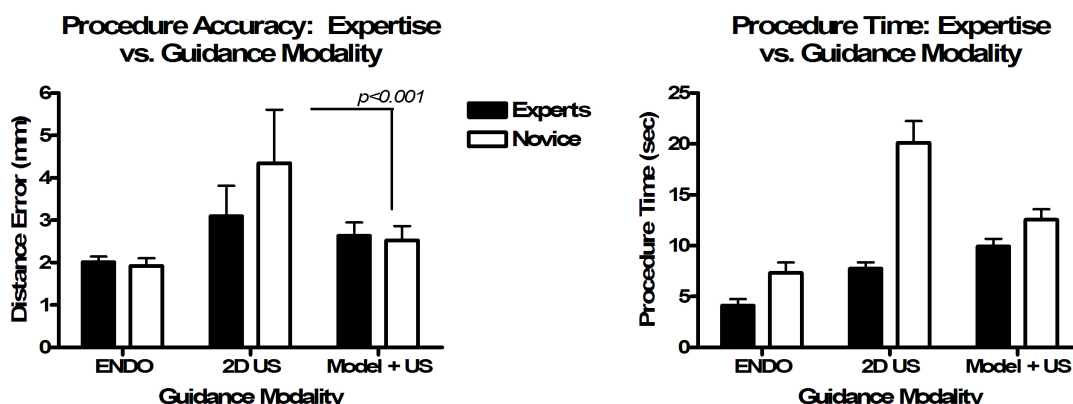 Procedure Accuracy: Expertise
vs. Guidance Modality
6
5
4
3
2
1
0
Distance Error (mm)
p<0.001
ENDO
2D US
Model + US
Guidance Modality
Experts
Novice
Procedure Time: Expertise
vs. Guidance Modality
25
20
15
10
5
0
Procedure Time (sec)
ENDO
2D US
Model + US
Guidance Modality